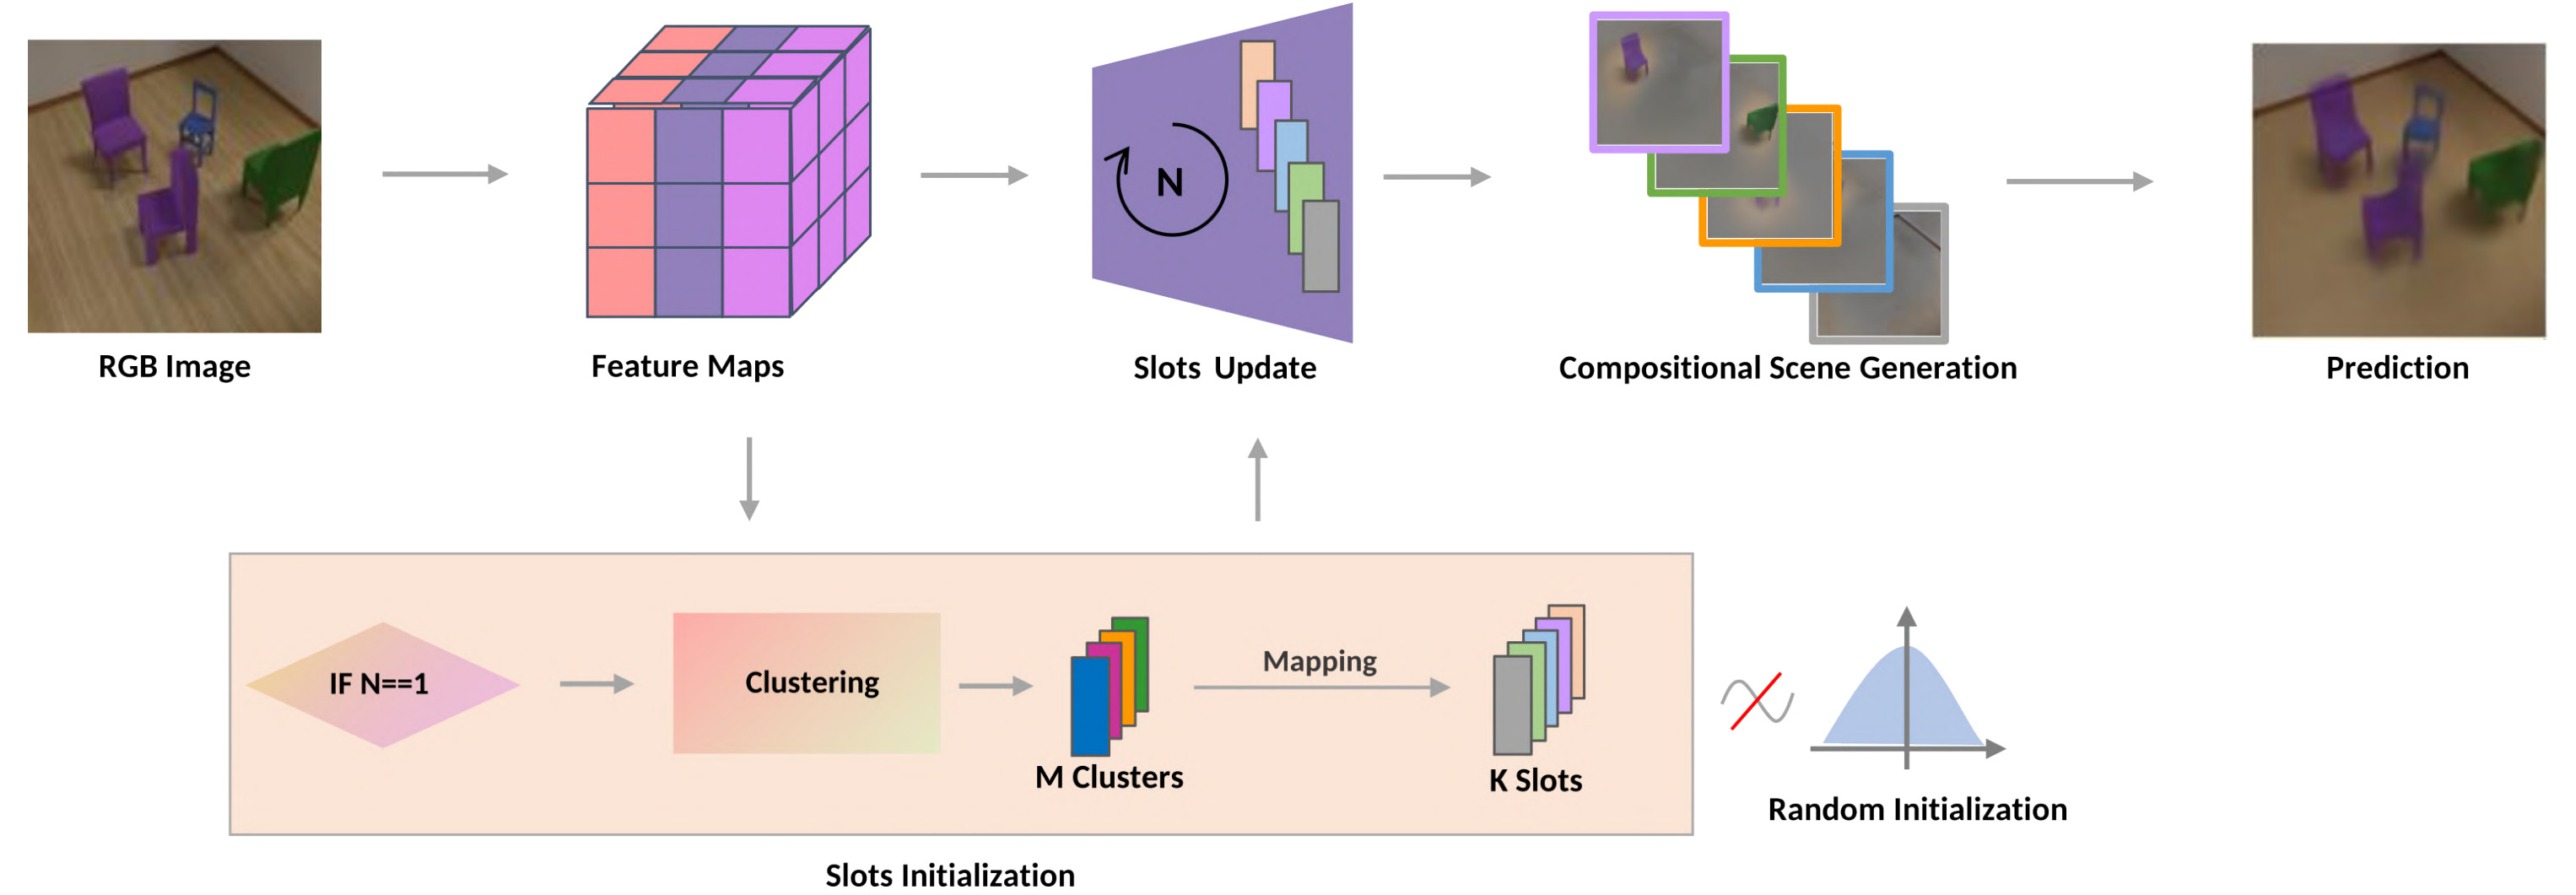 RGB Image
Feature Maps
N
Slots Update
Compositional Scene Generation
Prediction
IF N==1
Clustering
M Clusters
Mapping
K Slots
Random Initialization
Slots Initialization